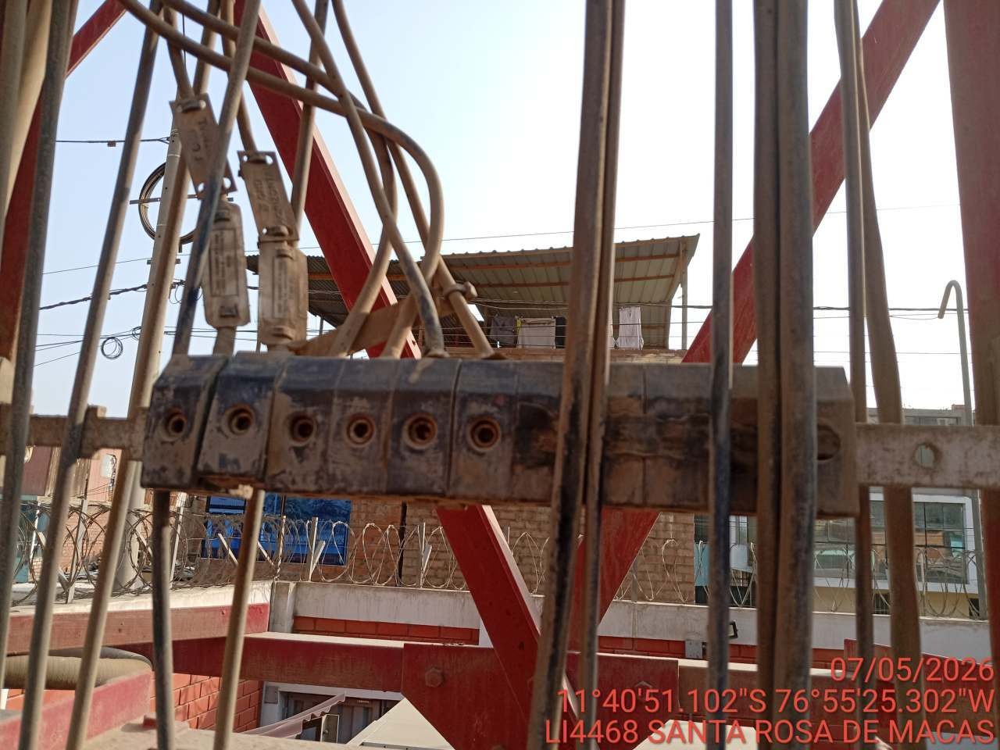 07/05/2026
11°40'51.102"S 76°55'25.302"W
LI4468 SANTA ROSA DE MACAS